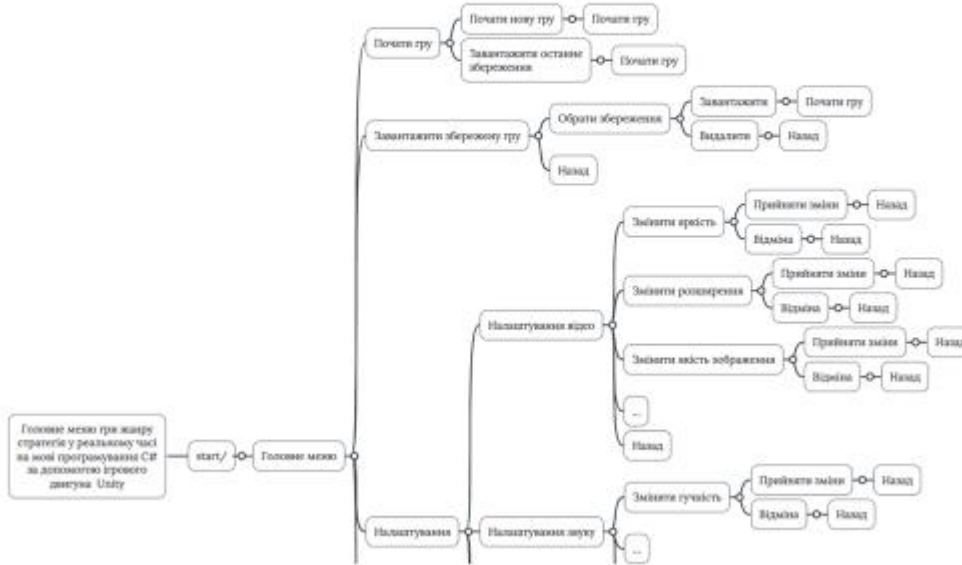 Почати гру
Почати нову гру
Почати гру
Завантажити останнє
збереження
Почати гру
Завантажити збережену гру
Обрати збереження
Завантажити
Почати гру
Видалити
Назад
Назад
Налаштування відео
Змінити яркість
Прийняти зміни
Назад
Відміна
Назад
Змінити розширення
Прийняти зміни
Назад
Відміна
Назад
Змінити якість зображення
Прийняти зміни
Назад
Відміна
Назад
...
Назад
Головне меню гри жанру
стратегія у реальному часі
на мові програмування C#
за допомогою ігрового
двигуна Unity
start/
Головне меню
Налаштування
Налаштування звуку
Змінити гучність
Прийняти зміни
Назад
Відміна
Назад
...